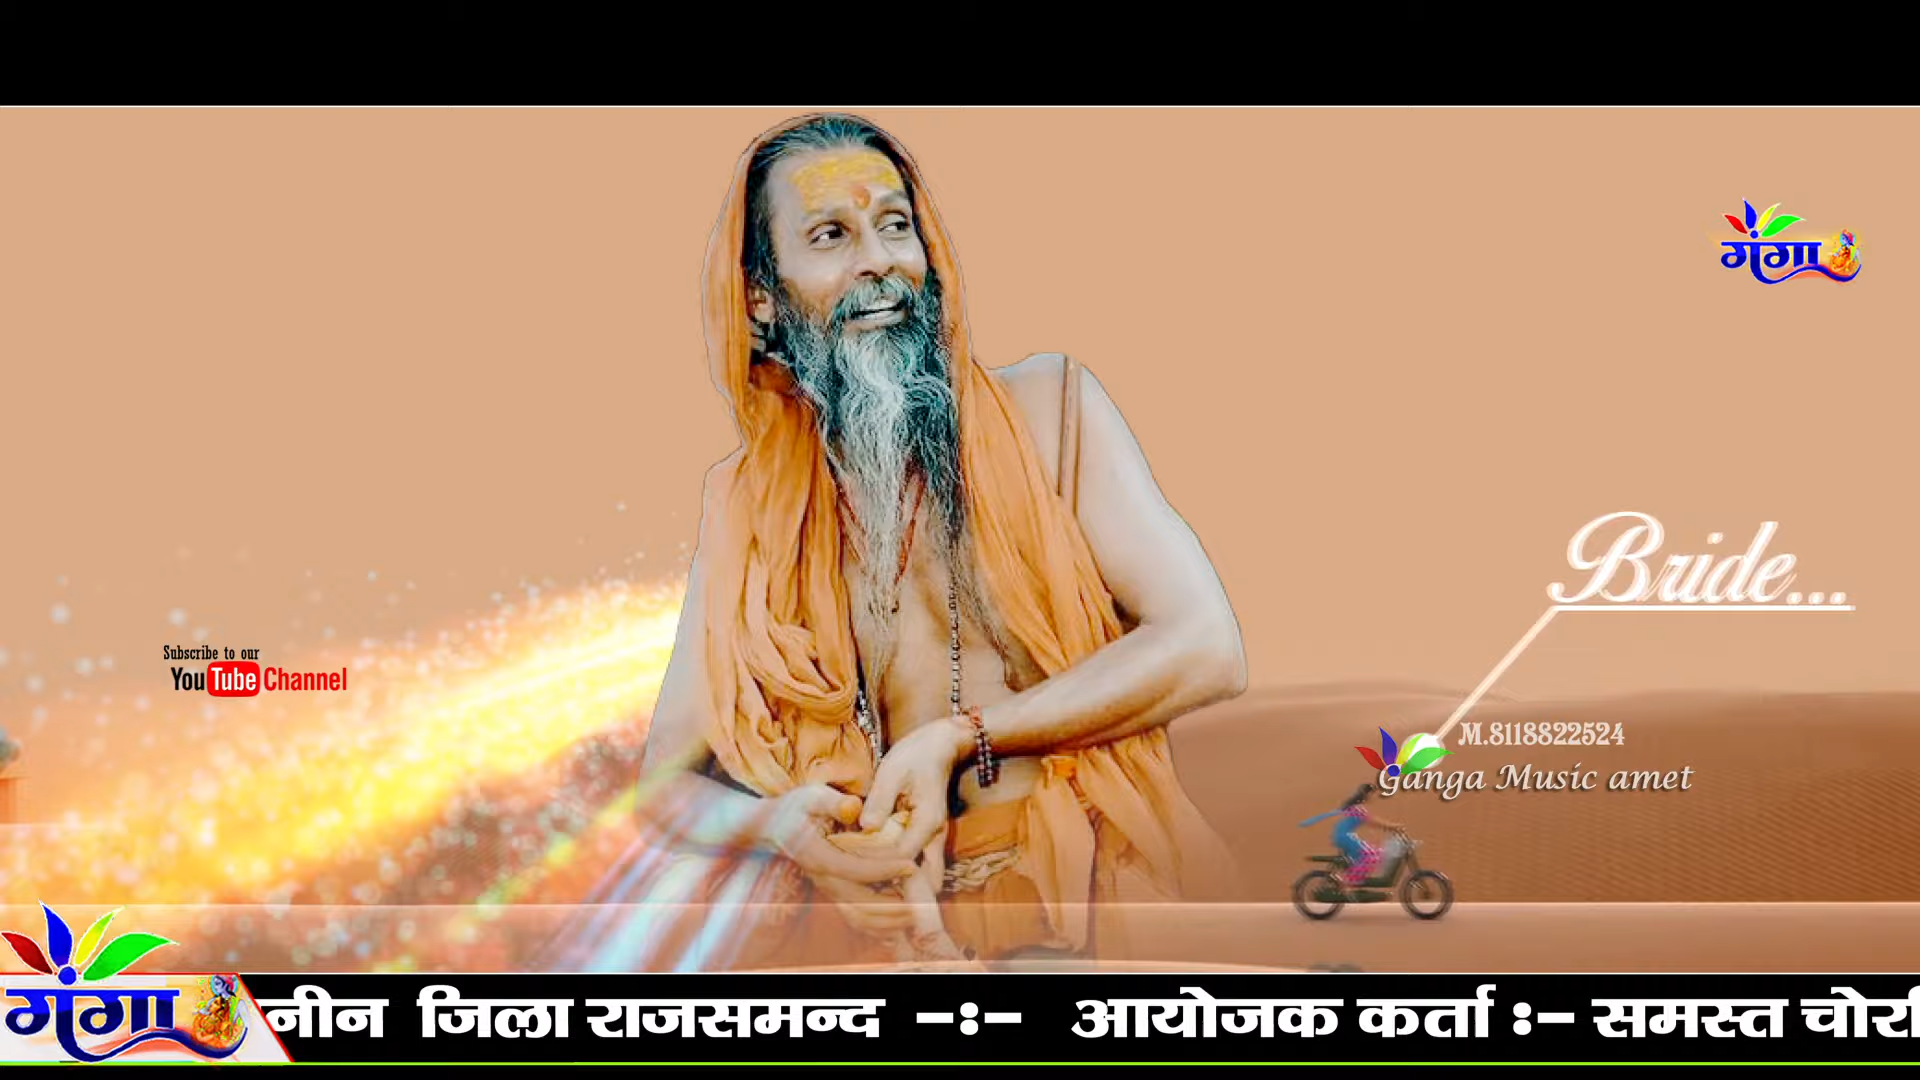 गंगा
Bride...
Subscribe to our
YouTube Channel
M.8118822524
Ganga Music amet
गंगा
नीन जिला राजसमन्द -:- आयोजक कर्ता :- समस्त